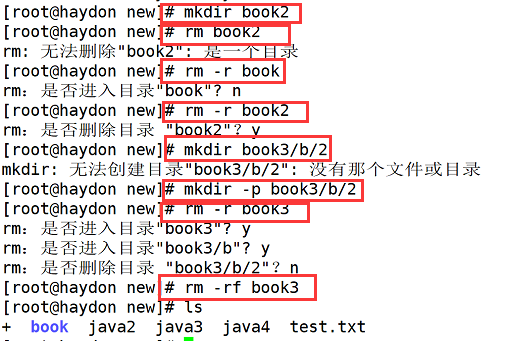 [root@haydon new]# mkdir book2
[root@haydon new]# rm book2
rm: 无法删除"book2": 是一个目录
[root@haydon new]# rm -r book
rm：是否进入目录"book"? n
[root@haydon new]# rm -r book2
rm：是否删除目录 "book2"？y
[root@haydon new]# mkdir book3/b/2
mkdir: 无法创建目录"book3/b/2": 没有那个文件或目录
[root@haydon new]# mkdir -p book3/b/2
[root@haydon new]# rm -r book3
rm：是否进入目录"book3"? y
rm：是否进入目录"book3/b"? y
rm：是否删除目录 "book3/b/2"？n
[root@haydon new]# rm -rf book3
[root@haydon new]# ls
+ book java2 java3 java4 test.txt